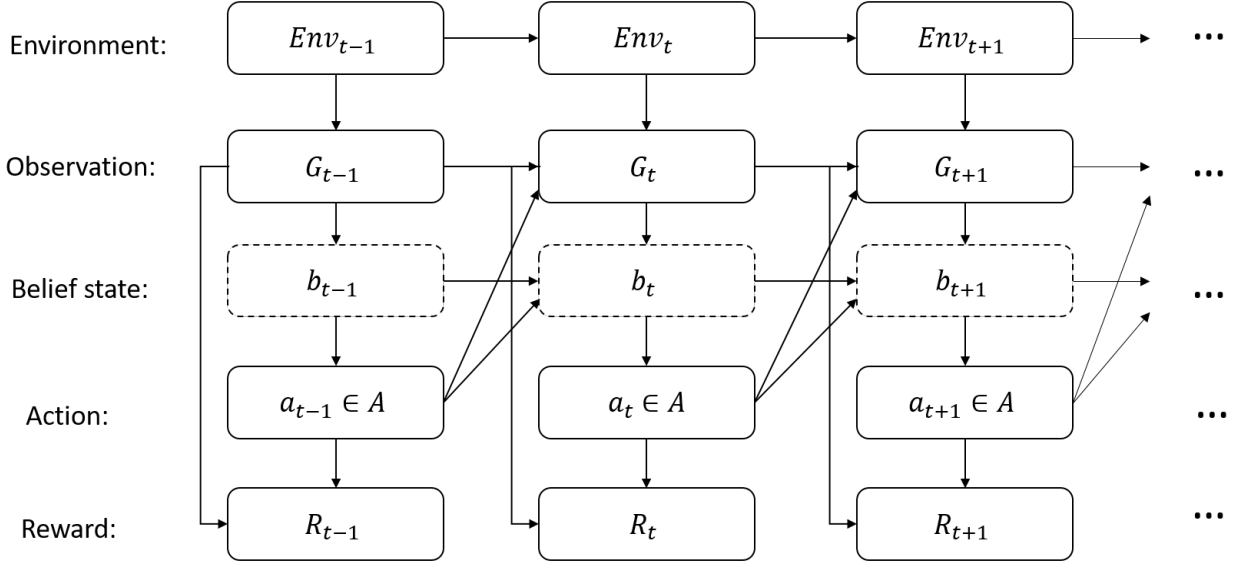 Environment: Env_{t−1} Env_t Env_{t+1} ...
Observation: G_{t−1} G_t G_{t+1} ...
Belief state: b_{t−1} b_t b_{t+1} ...
Action: a_{t−1} ∈ A a_t ∈ A a_{t+1} ∈ A ...
Reward: R_{t−1} R_t R_{t+1} ...